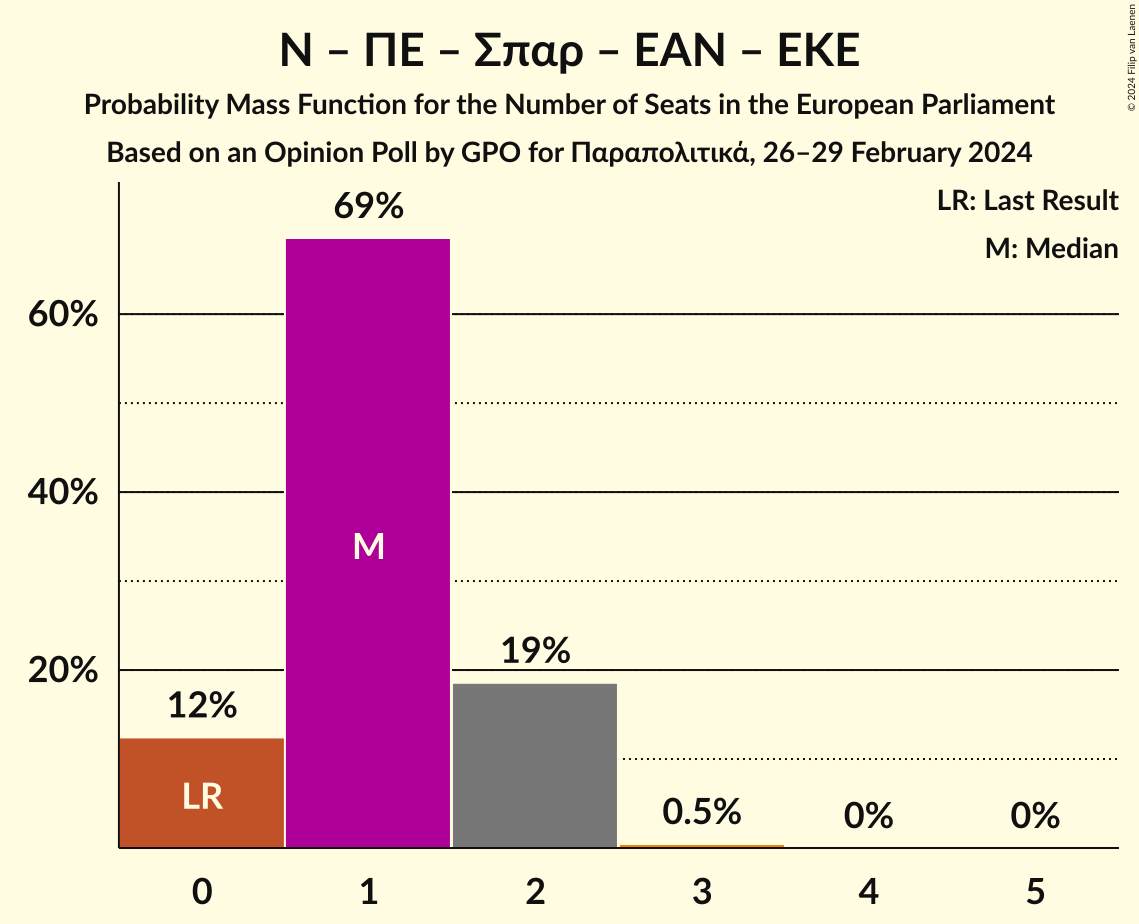 Ν – ΠΕ – Σπαρ – ΕΑΝ – ΕΚΕ
Probability Mass Function for the Number of Seats in the European Parliament
Based on an Opinion Poll by GPO for Παραπολιτικά, 26–29 February 2024
© 2024 Filip van Laenen
LR: Last Result
M: Median
69%
60%
40%
M
20%
19%
12%
LR
0.5%
0%
0%
0 1 2 3 4 5